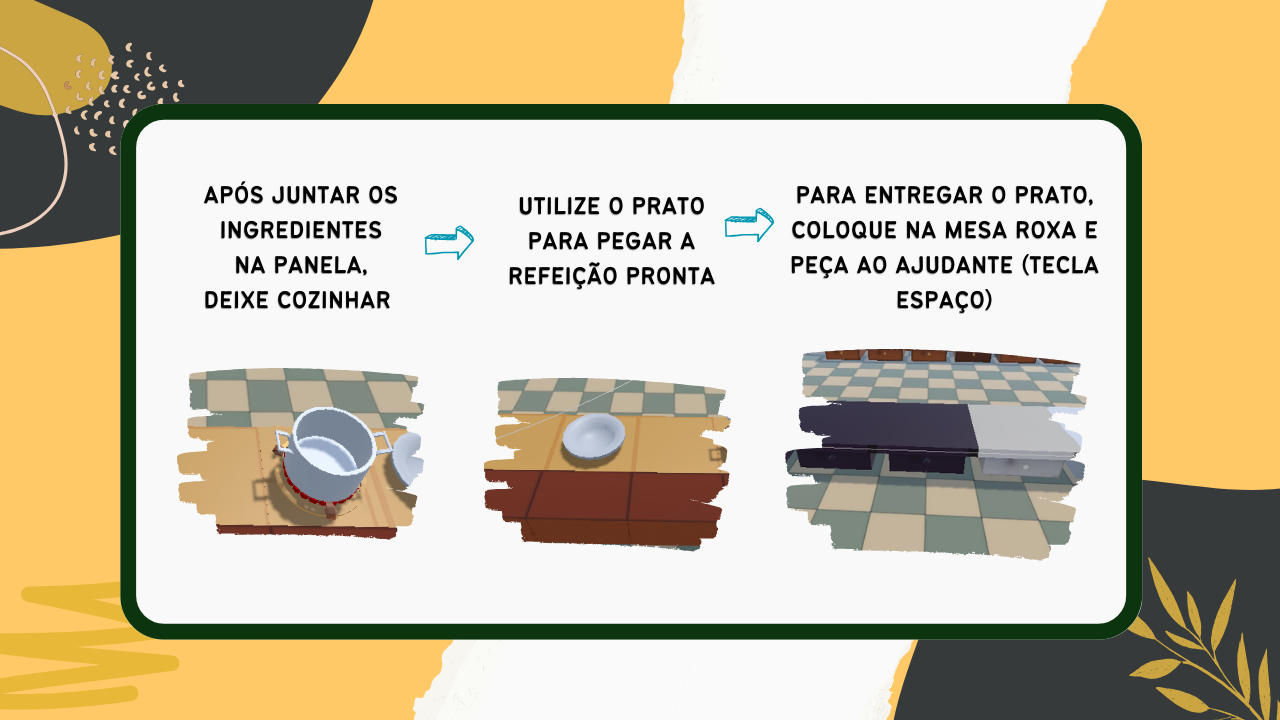 APÓS JUNTAR OS
INGREDIENTES
NA PANELA,
DEIXE COZINHAR
UTILIZE O PRATO
PARA PEGAR A
REFEIÇÃO PRONTA
PARA ENTREGAR O PRATO,
COLOQUE NA MESA ROXA E
PEÇA AO AJUDANTE (TECLA
ESPAÇO)